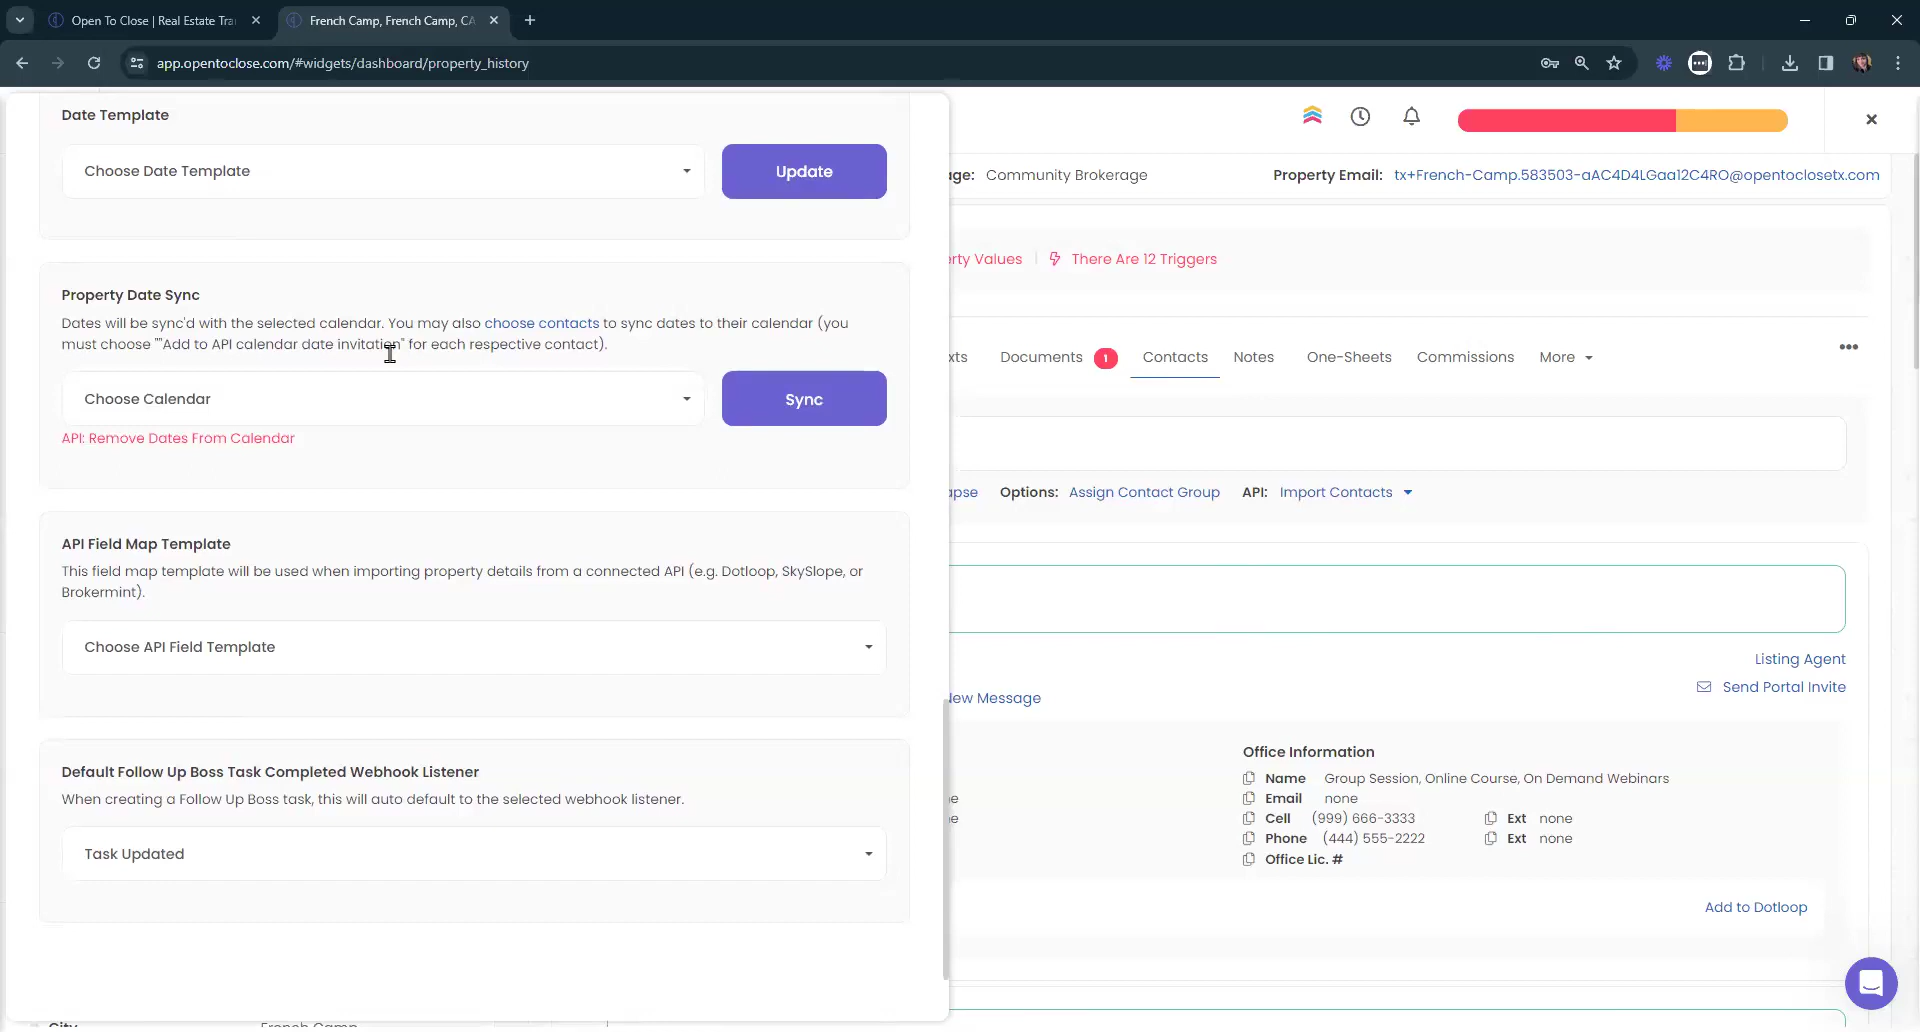 Open To Close | Real Estate Tra
French Camp, French Camp, CA
app.opentoclose.com/#widgets/dashboard/property_history
Date Template
Choose Date Template
Update
Property Date Sync
Dates will be sync'd with the selected calendar. You may also choose contacts to sync dates to their calendar (you
must choose ""Add to API calendar date invitation" for each respective contact).
Choose Calendar
Sync
API: Remove Dates From Calendar
API Field Map Template
This field map template will be used when importing property details from a connected API (e.g. Dotloop, SkySlope, or
Brokermint).
Choose API Field Template
Default Follow Up Boss Task Completed Webhook Listener
When creating a Follow Up Boss task, this will auto default to the selected webhook listener.
Task Updated
age: Community Brokerage
Property Email: tx+French-Camp.583503-aAC4D4LGaa12C4RO@opentoclosetx.com
erty Values
There Are 12 Triggers
xts
Documents 1
Contacts
Notes
One-Sheets
Commissions
More
apse
Options: Assign Contact Group
API: Import Contacts
Listing Agent
Send Portal Invite
New Message
Office Information
Name Group Session, Online Course, On Demand Webinars
Email none
Cell (999) 666-3333 Ext none
Phone (444) 555-2222 Ext none
Office Lic. #
Add to Dotloop
City
French Camp